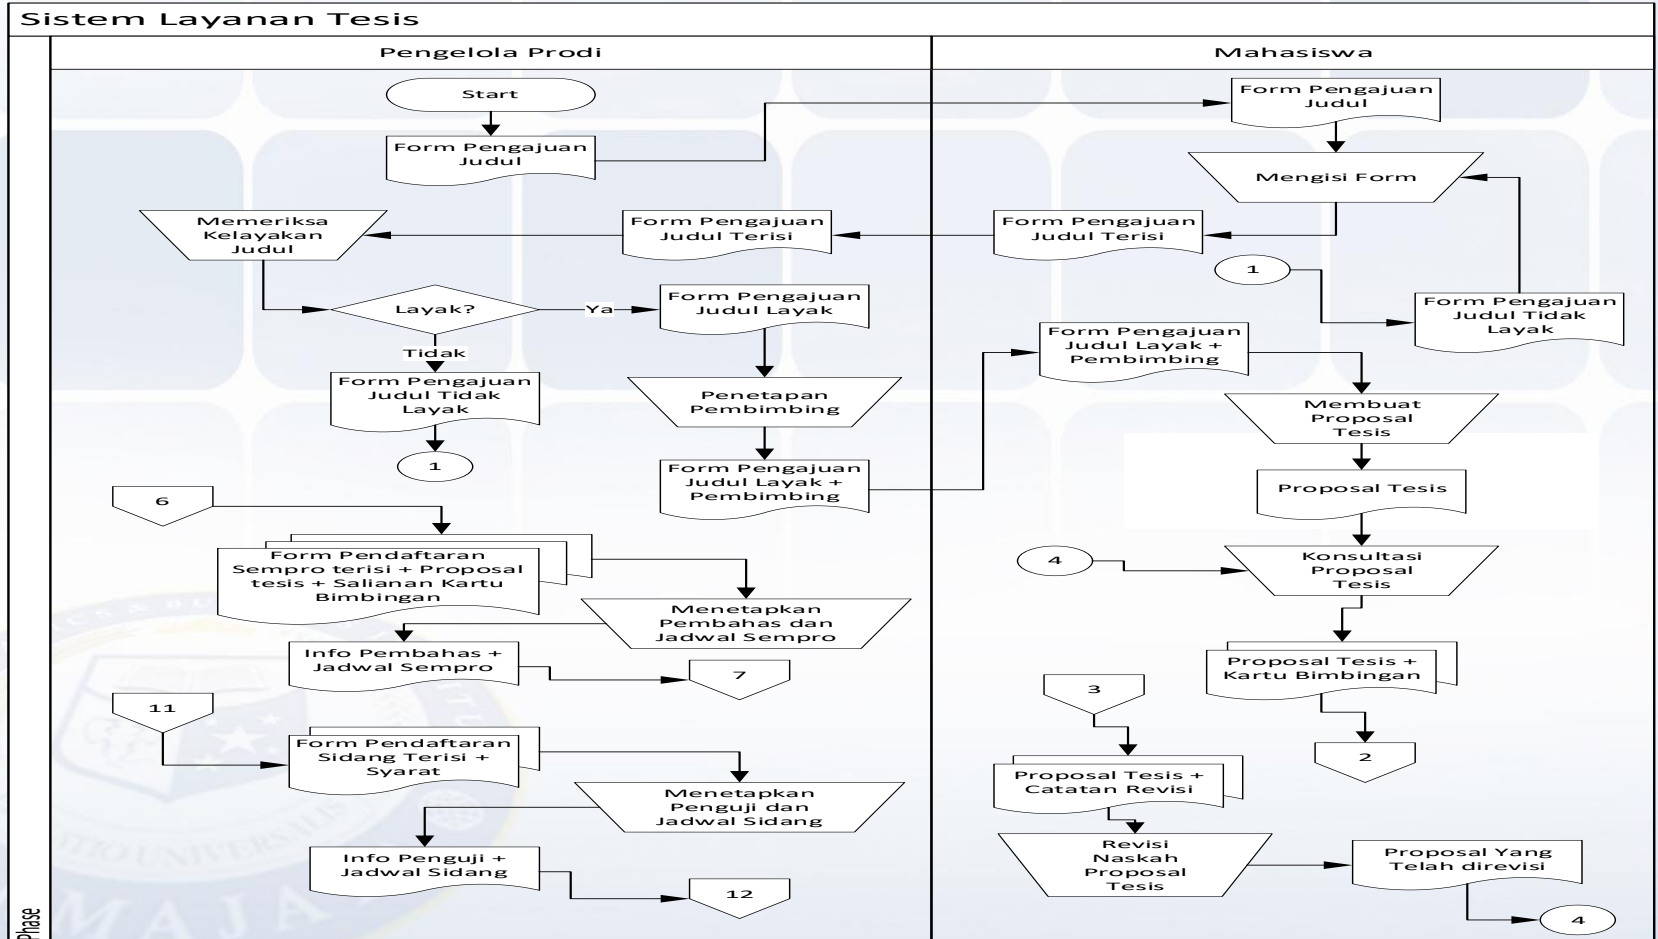 Sistem Layanan Tesis
Pengelola Prodi
Mahasiswa
Start
Form Pengajuan
Judul
Form Pengajuan
Judul
Mengisi Form
Memeriksa
Kelayakan
Judul
Form Pengajuan
Judul Terisi
Form Pengajuan
Judul Terisi
1
Layak?
Ya
Form Pengajuan
Judul Layak
Form Pengajuan
Judul Tidak
Layak
Tidak
Form Pengajuan
Judul Layak +
Pembimbing
Form Pengajuan
Judul Tidak
Layak
Penetapan
Pembimbing
Membuat
Proposal
Tesis
1
Form Pengajuan
Judul Layak +
Pembimbing
Proposal Tesis
6
Form Pendaftaran
Sempro terisi + Proposal
tesis + Salianan Kartu
Bimbingan
4
Konsultasi
Proposal
Tesis
Menetapkan
Pembahas dan
Jadwal Sempro
Info Pembahas +
Jadwal Sempro
7
Proposal Tesis +
Kartu Bimbingan
3
11
Form Pendaftaran
Sidang Terisi +
Syarat
2
Proposal Tesis +
Catatan Revisi
Menetapkan
Penguji dan
Jadwal Sidang
Revisi
Naskah
Proposal
Tesis
Proposal Yang
Telah direvisi
Info Penguji +
Jadwal Sidang
12
4
Phase
MAJA